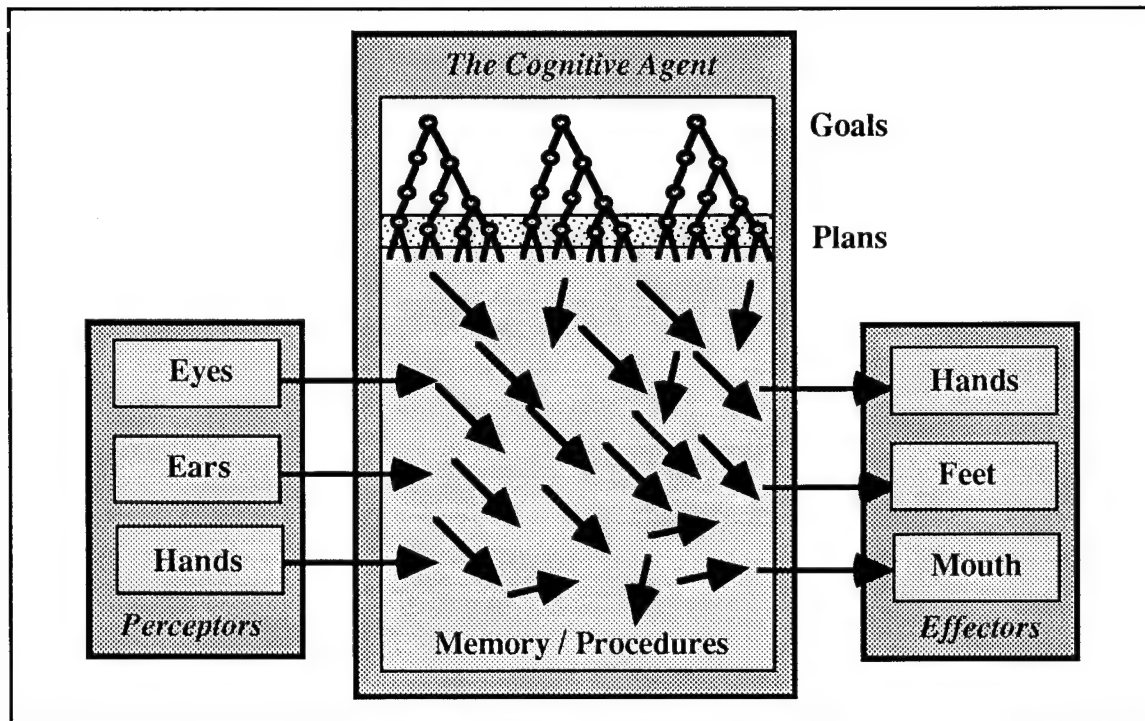 The Cognitive Agent
Goals
Plans
Eyes
Ears
Hands
Perceptors
Memory / Procedures
Hands
Feet
Mouth
Effectors